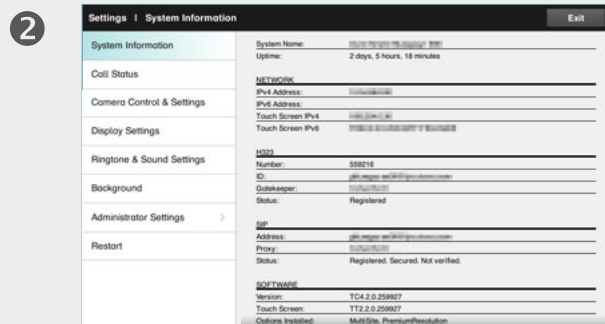 2
Settings | System Information
Exit
System Information
Call Status
Camera Control & Settings
Display Settings
Ringtone & Sound Settings
Background
Administrator Settings
Restart
System Name:
Uptime: 2 days, 5 hours, 18 minutes
NETWORK
IPv4 Address:
IPv6 Address:
Touch Screen IPv4
Touch Screen IPv6
H323
Number: 559216
ID:
Gatekeeper:
Status: Registered
SIP
Address:
Proxy:
Status: Registered. Secured. Not verified.
SOFTWARE
Version: TC4.2.0.259927
Touch Screen: TT2.2.0.259927
Options Installed: MultiSite, PremiumResolution